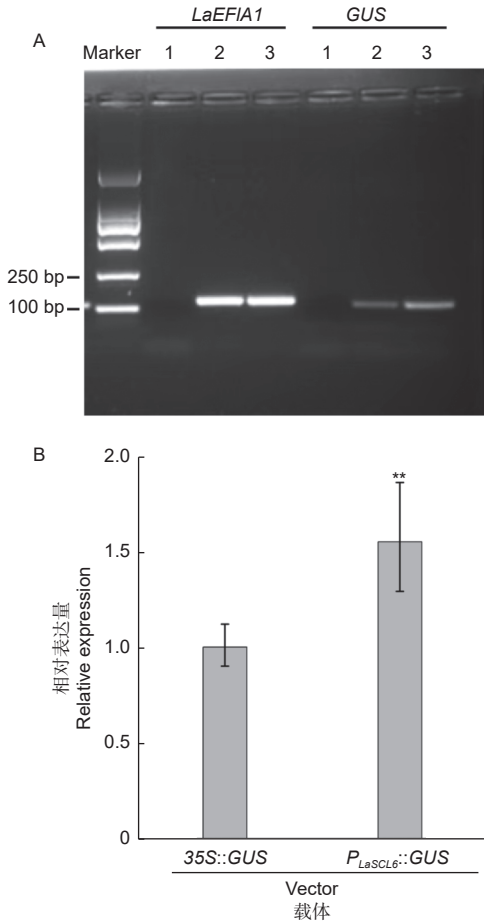 A
LaEFIA1 GUS
Marker 1 2 3 1 2 3
250 bp
100 bp
B
2.0
**
1.5
1.0
0.5
0
相对表达量
Relative expression
35S::GUS P_LaSCL6::GUS
Vector
载体